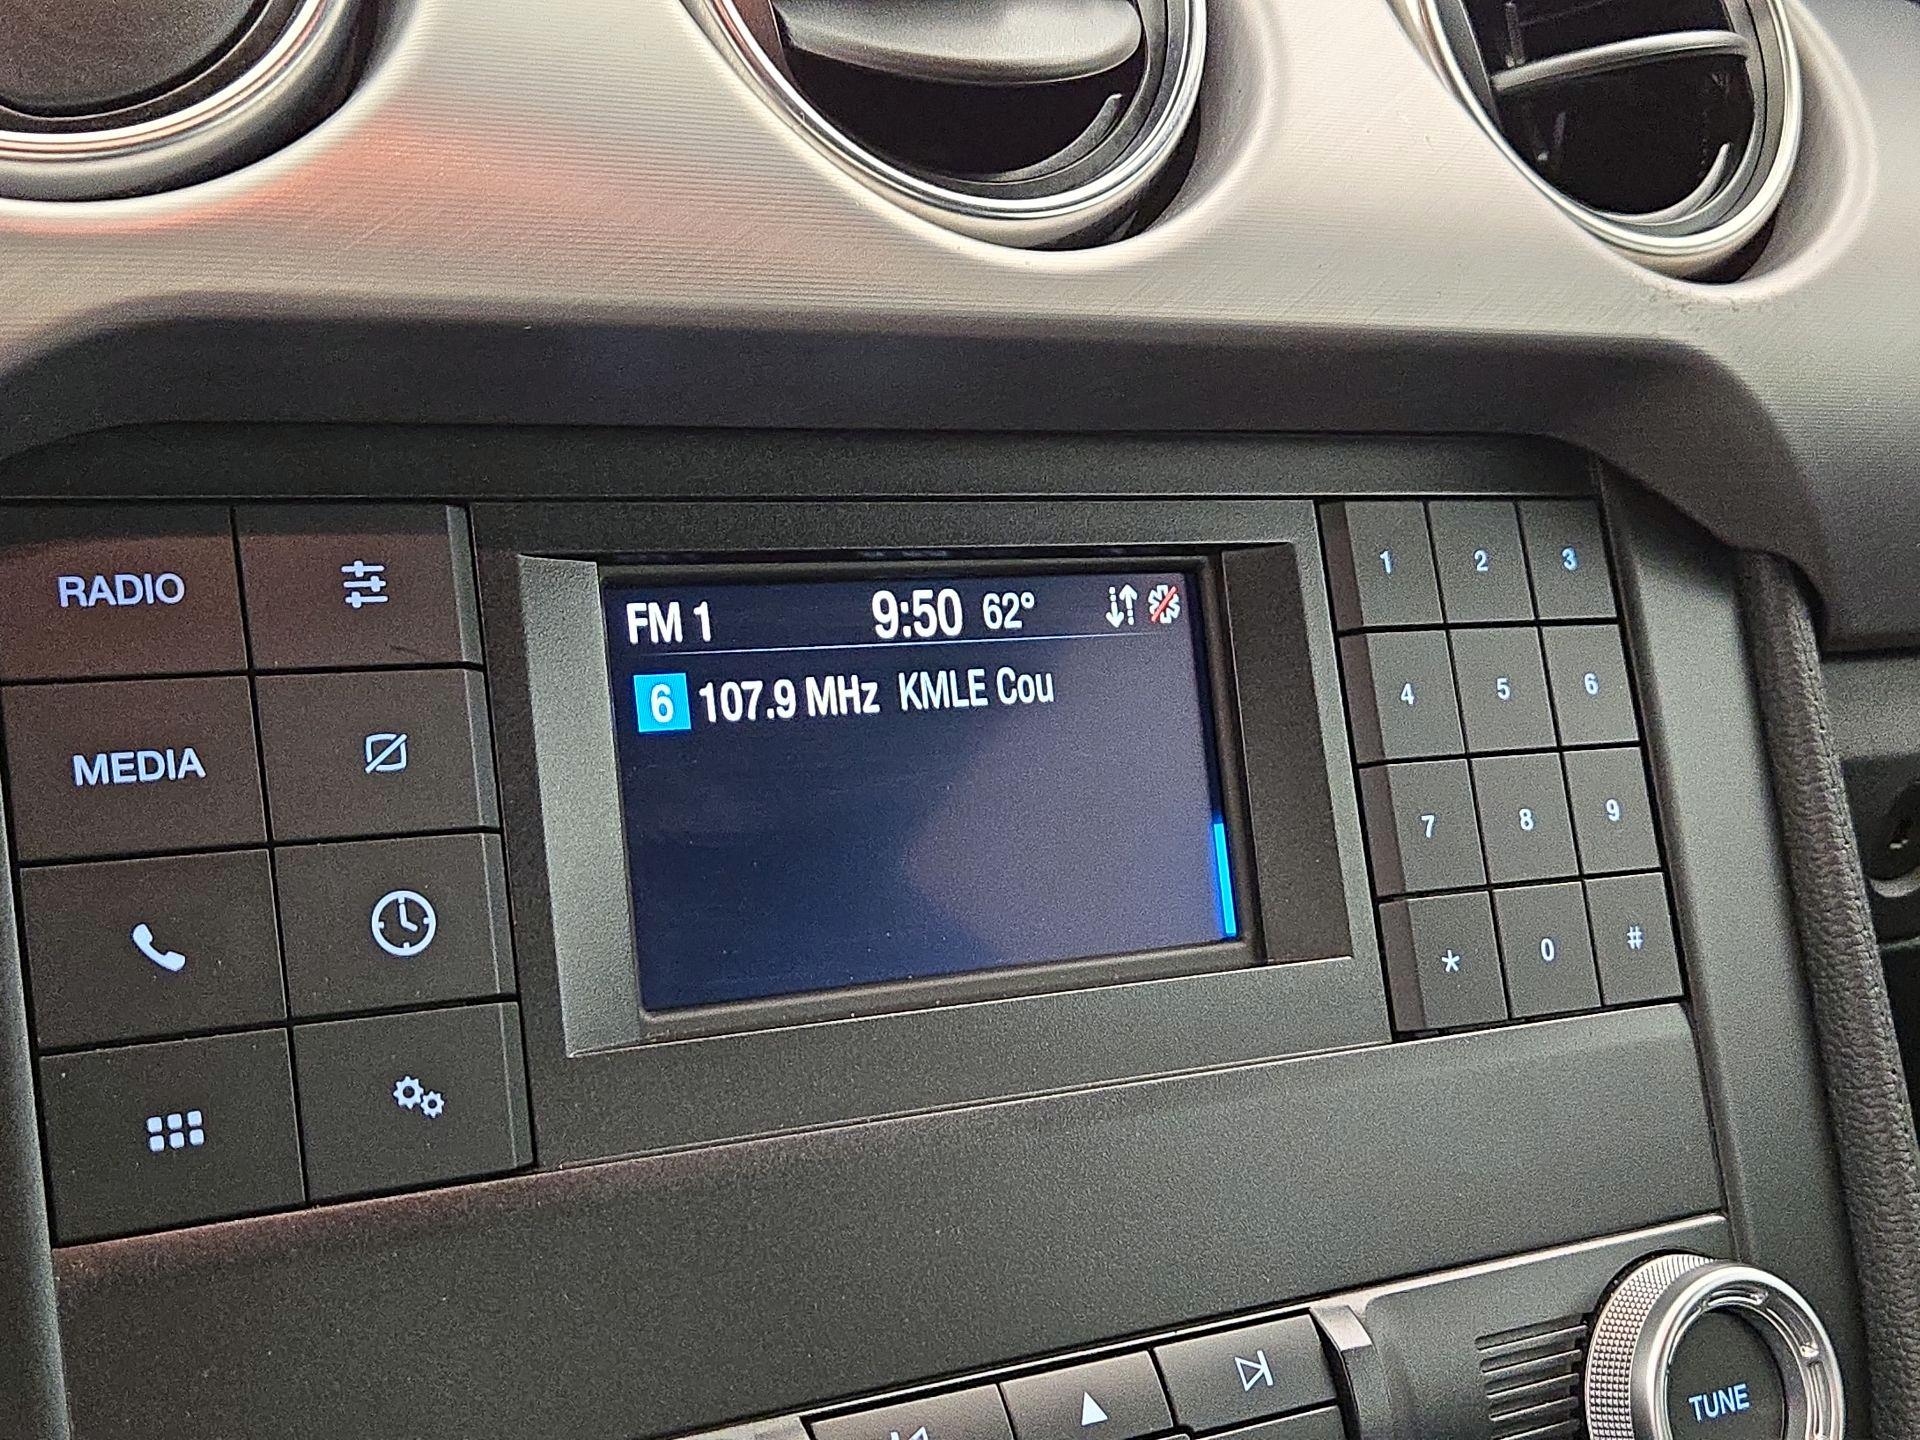 RADIO
MEDIA
FM 1 9:50 62°
6 107.9 MHz KMLE Cou
1 2 3
4 5 6
7 8 9
* 0 #
TUNE